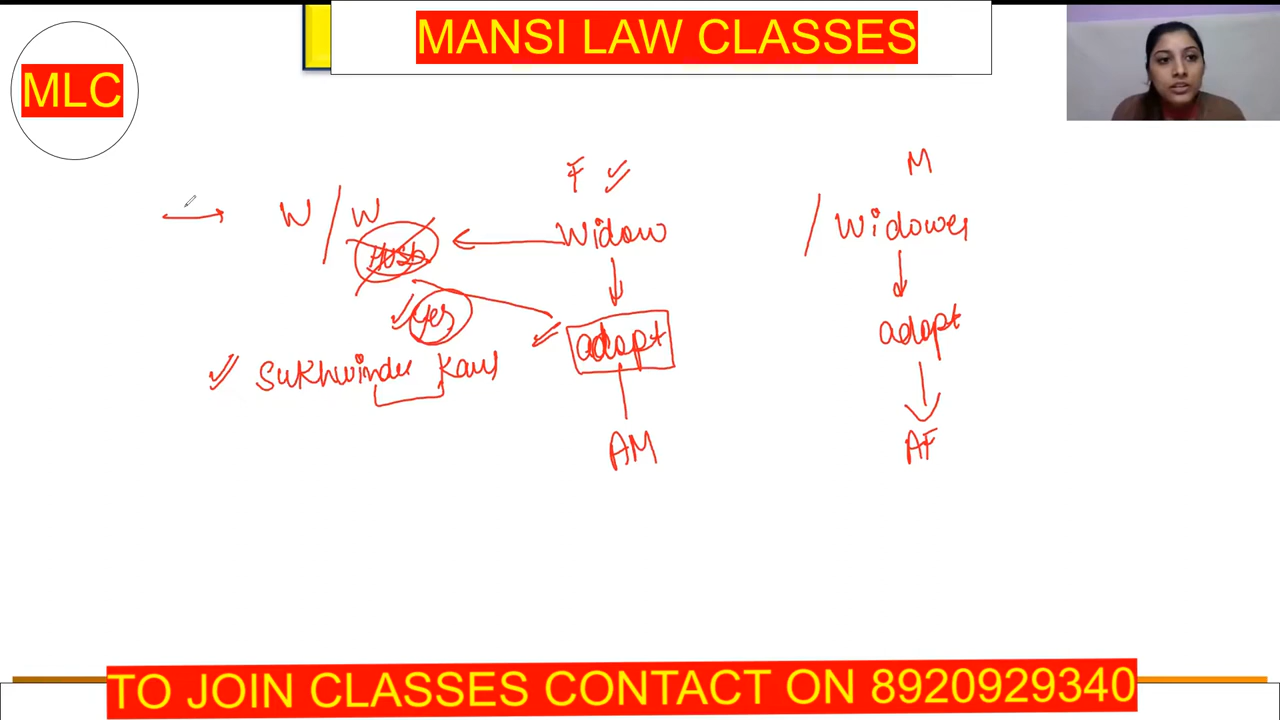 MANSI LAW CLASSES
MLC
F
M
W / W
Widow
/ Widower
Husb
Yes
adopt
adopt
Sukhwinder Kaur
AM
AF
TO JOIN CLASSES CONTACT ON 8920929340